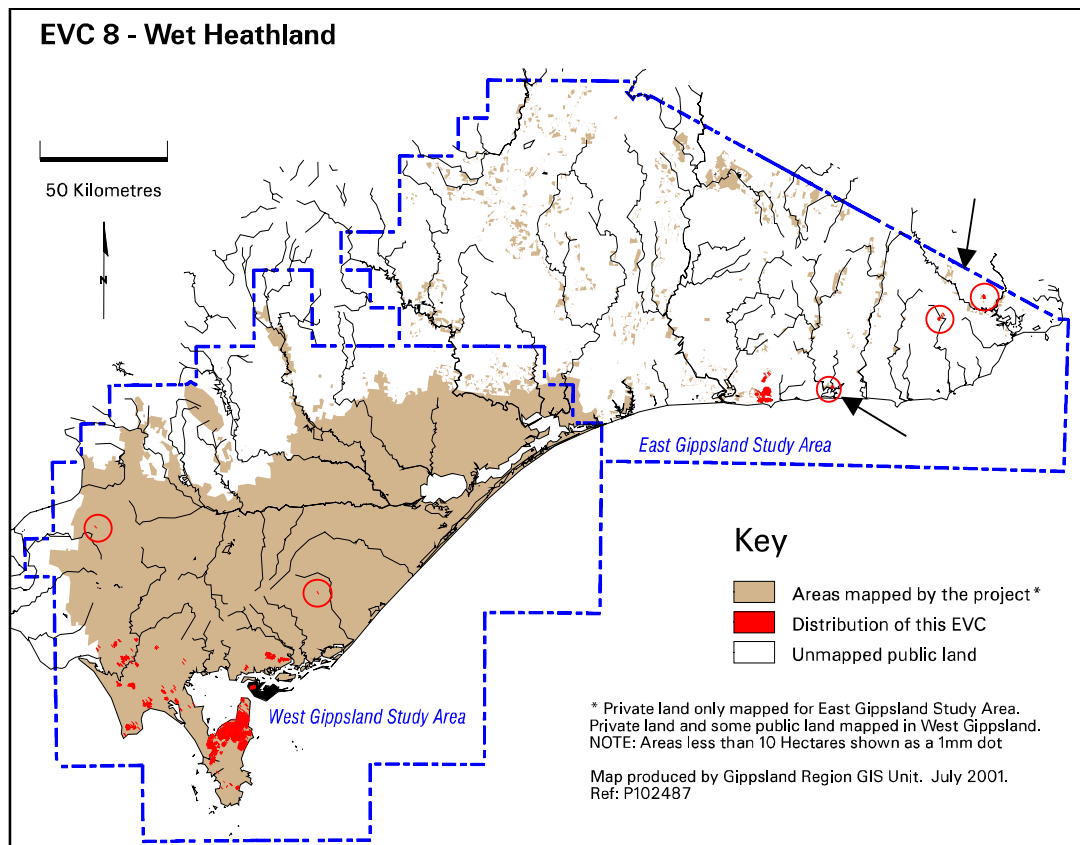 EVC 8 - Wet Heathland
50 Kilometres
N
East Gippsland Study Area
West Gippsland Study Area
Key
Areas mapped by the project *
Distribution of this EVC
Unmapped public land
* Private land only mapped for East Gippsland Study Area.
Private land and some public land mapped in West Gippsland.
NOTE: Areas less than 10 Hectares shown as a 1mm dot
Map produced by Gippsland Region GIS Unit. July 2001.
Ref: P102487